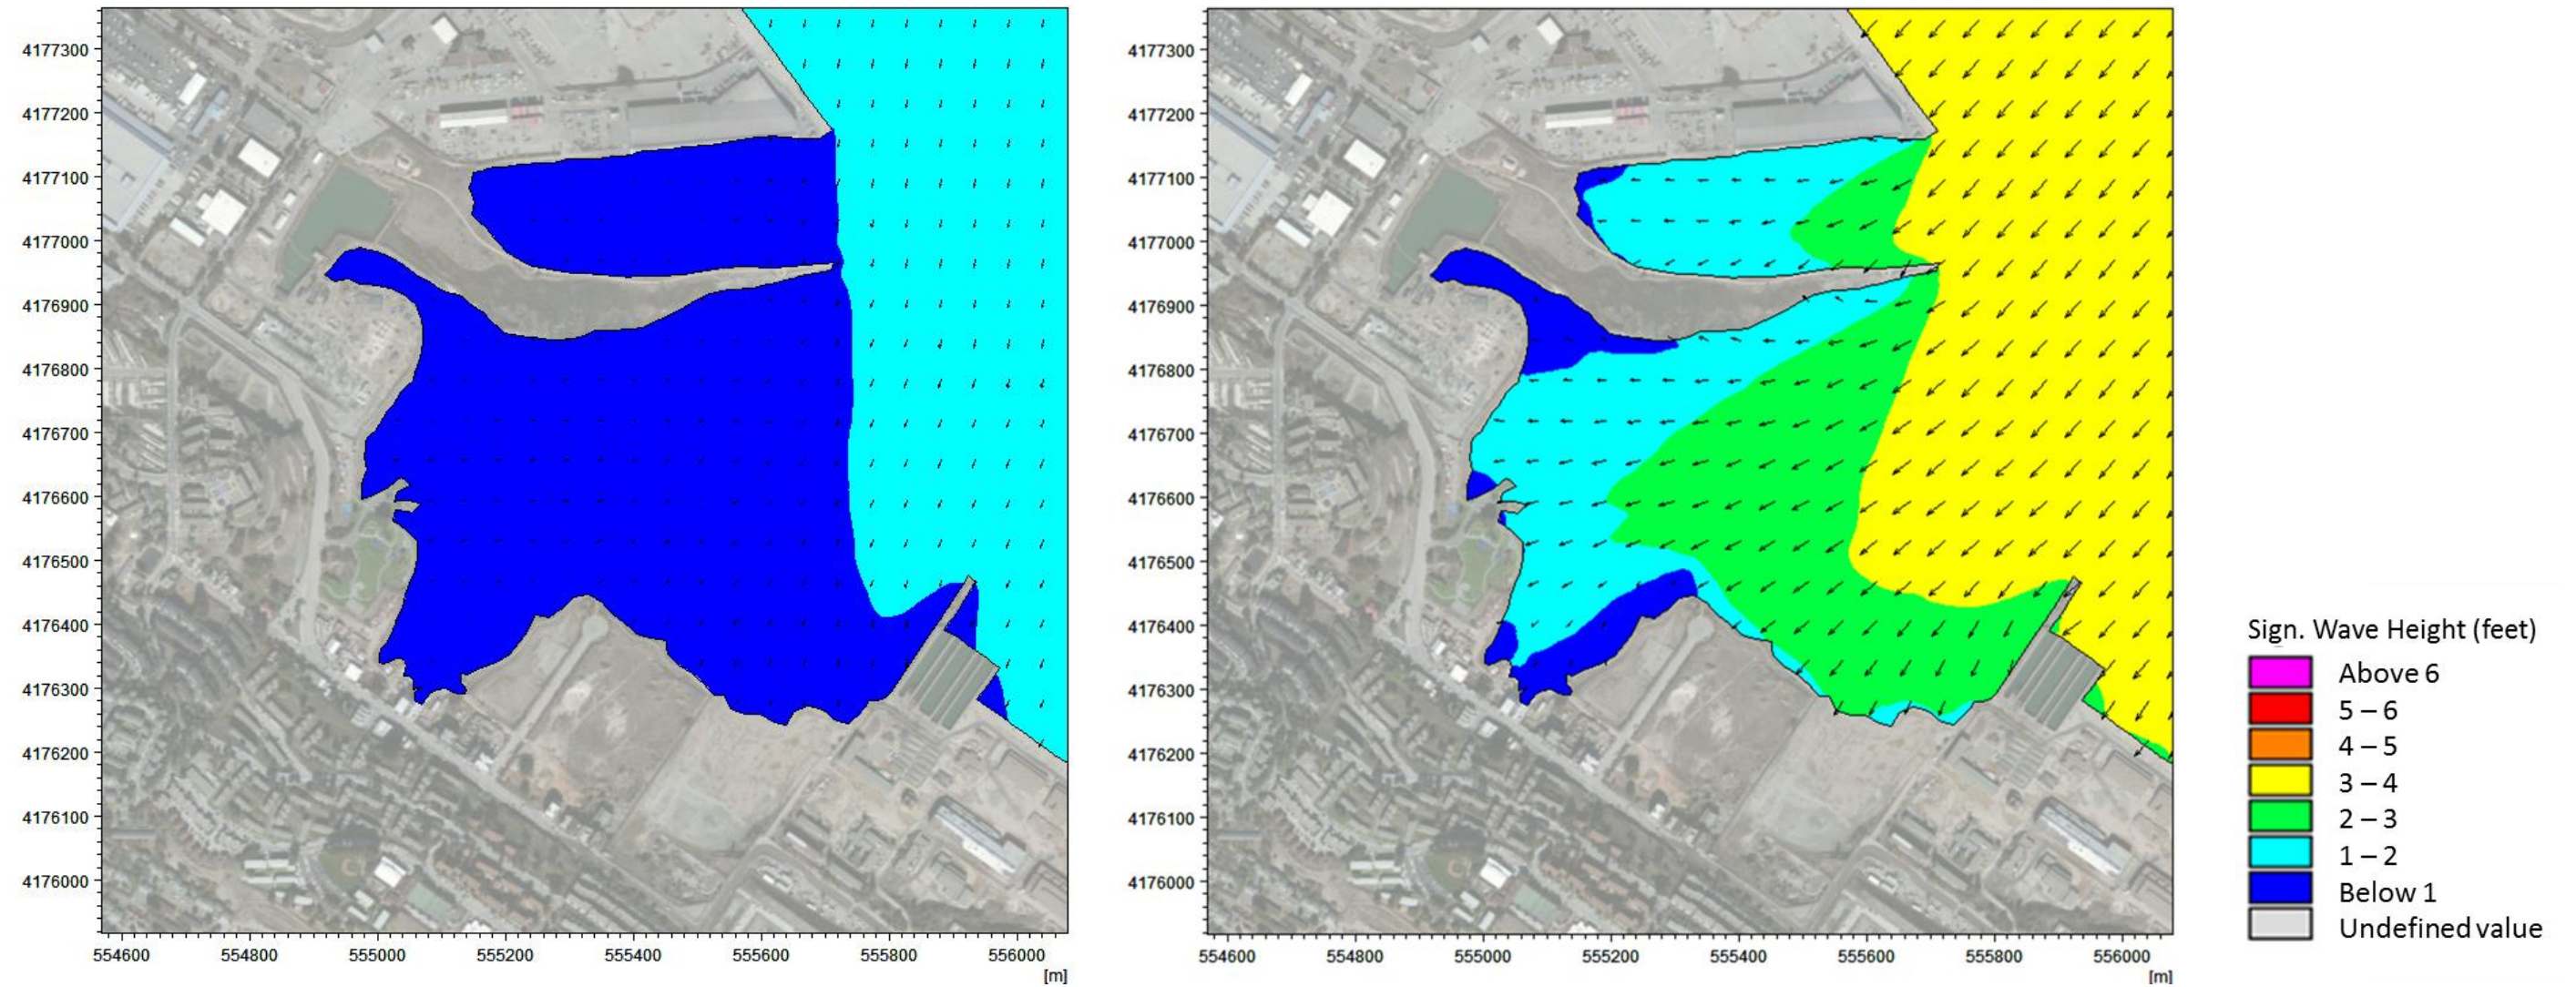 4177300
4177200
4177100
4177000
4176900
4176800
4176700
4176600
4176500
4176400
4176300
4176200
4176100
4176000
554600 554800 555000 555200 555400 555600 555800 556000
[m]
4177300
4177200
4177100
4177000
4176900
4176800
4176700
4176600
4176500
4176400
4176300
4176200
4176100
4176000
554600 554800 555000 555200 555400 555600 555800 556000
[m]
Sign. Wave Height (feet)
Above 6
5 – 6
4 – 5
3 – 4
2 – 3
1 – 2
Below 1
Undefined value